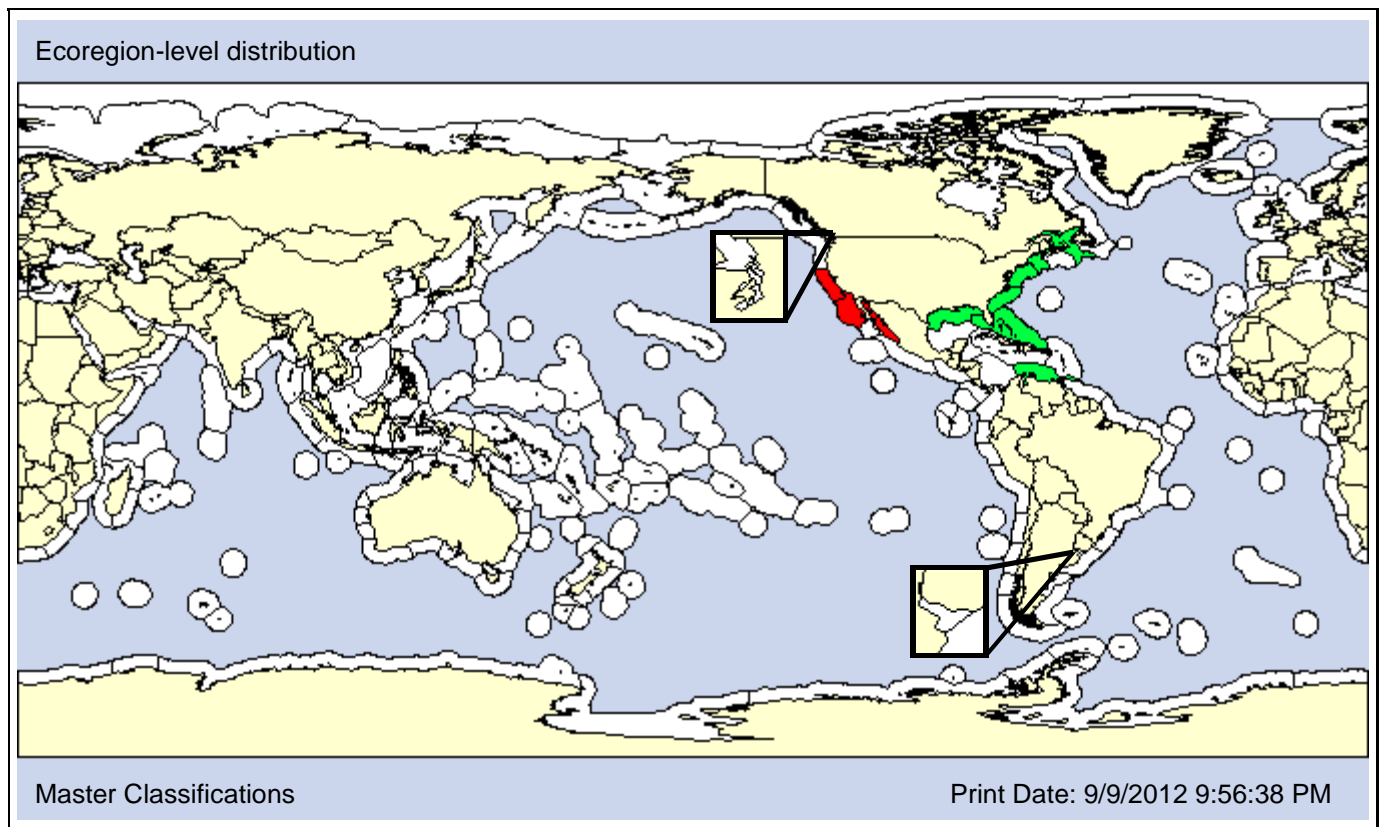 Ecoregion-level distribution
Master Classifications
Print Date: 9/9/2012 9:56:38 PM